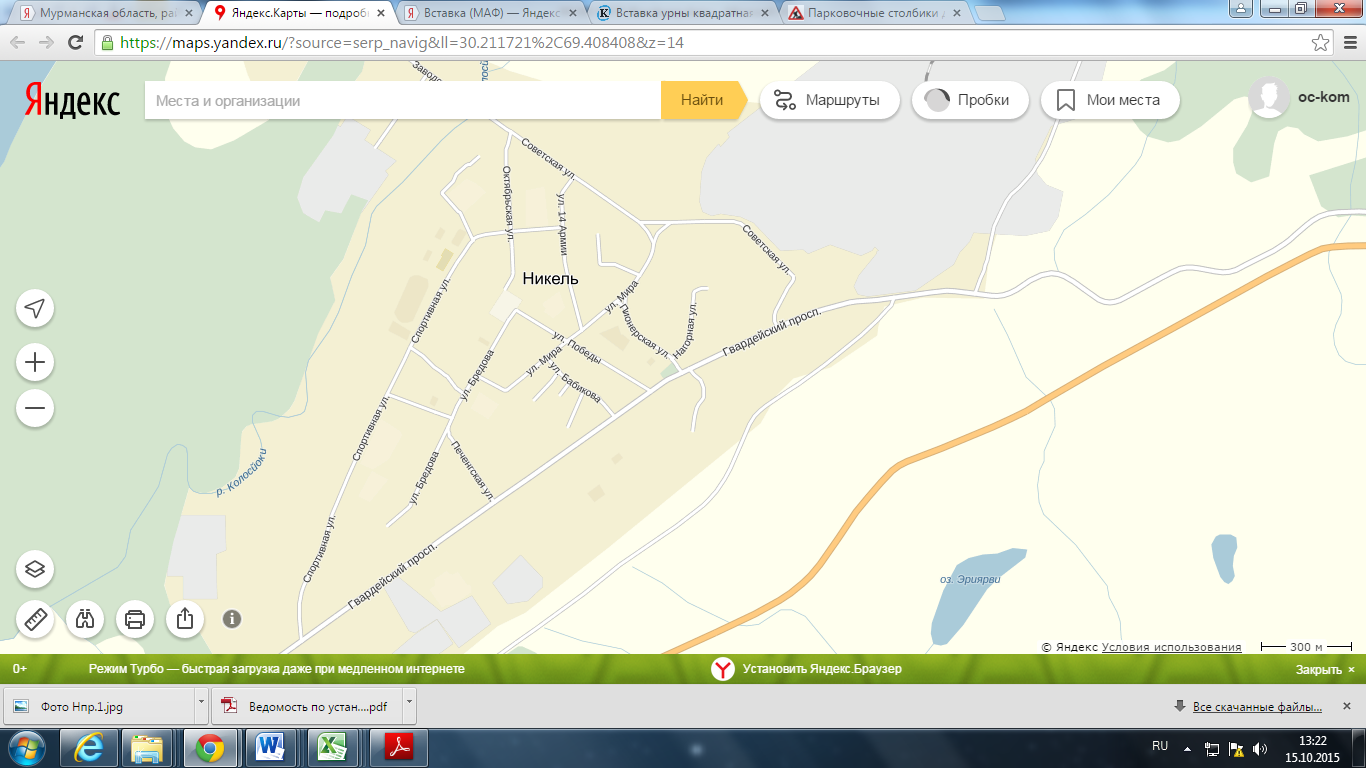 Мурманская область, рай
Яндекс.Карты — подробн
Вставка (МАФ) — Яндекс
Вставка урны квадратная
Парковочные столбики д
https://maps.yandex.ru/?source=serp_navig&ll=30.211721%2C69.408408&z=14
Яндекс
Места и организации
Найти
Маршруты
Пробки
Мои места
oc-kom
Советская ул.
Октябрьская ул.
ул. 14 Армии
Советская ул.
Никель
Спортивная ул.
ул. Мира
Пионерская ул.
Нагорная ул.
Гвардейский просп.
ул. Победы
ул. Мира
ул. Бредова
ул. Бабикова
Спортивная ул.
ул. Бредова
Печенгская ул.
р. Колосйоки
Спортивная ул.
Гвардейский просп.
оз. Эриярви
© Яндекс Условия использования
300 м
0+
Режим Турбо — быстрая загрузка даже при медленном интернете
Установить Яндекс.Браузер
Закрыть ×
Фото Нпр.1.jpg
Ведомость по устан....pdf
Все скачанные файлы...
RU
13:22
15.10.2015